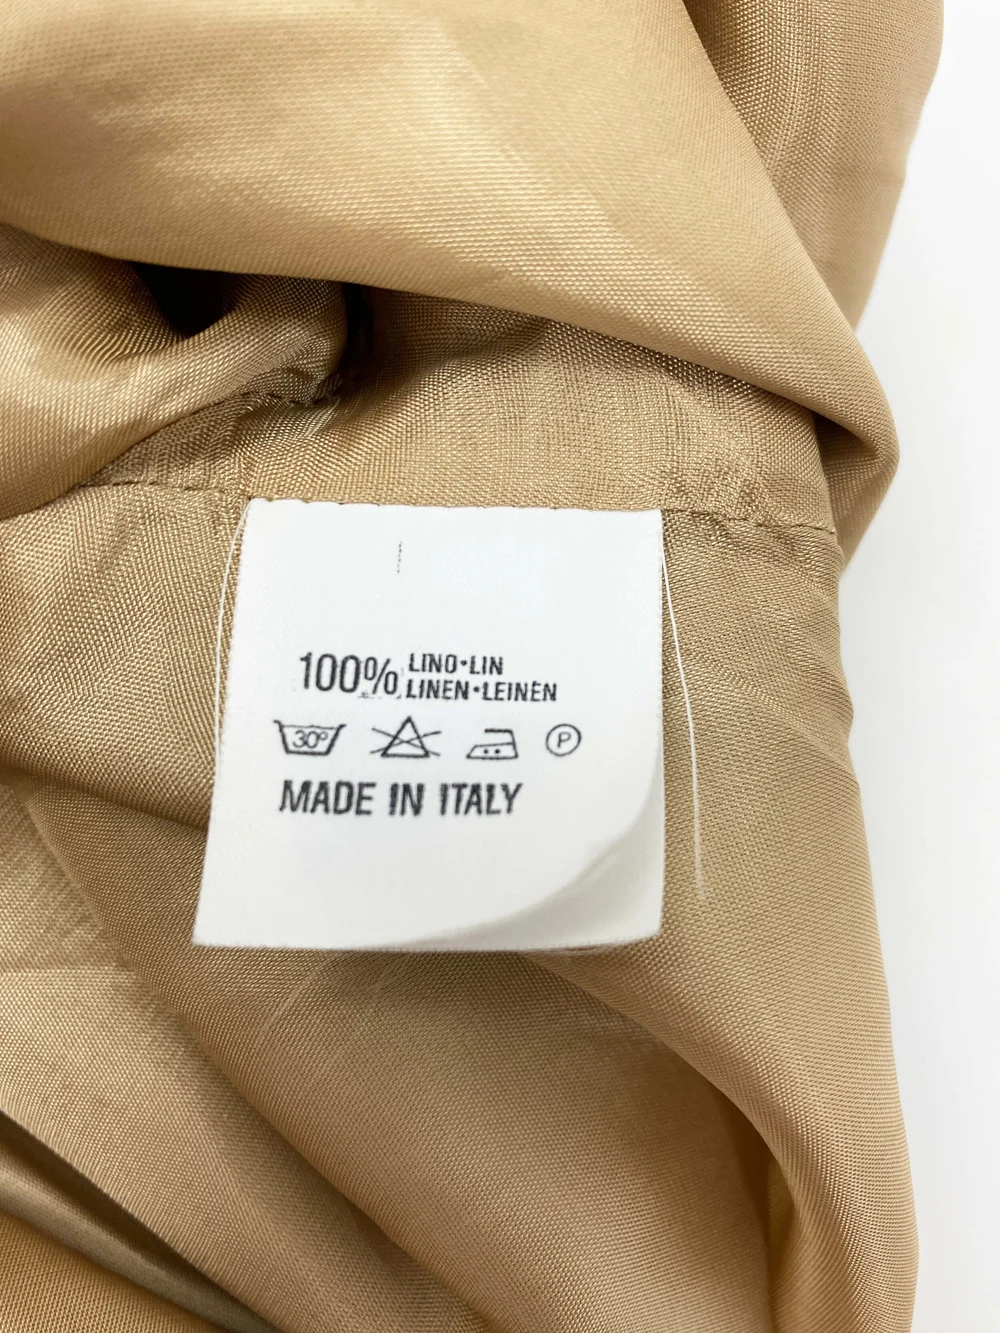 100% LINO·LIN
LINEN·LEINEN
30° P
MADE IN ITALY